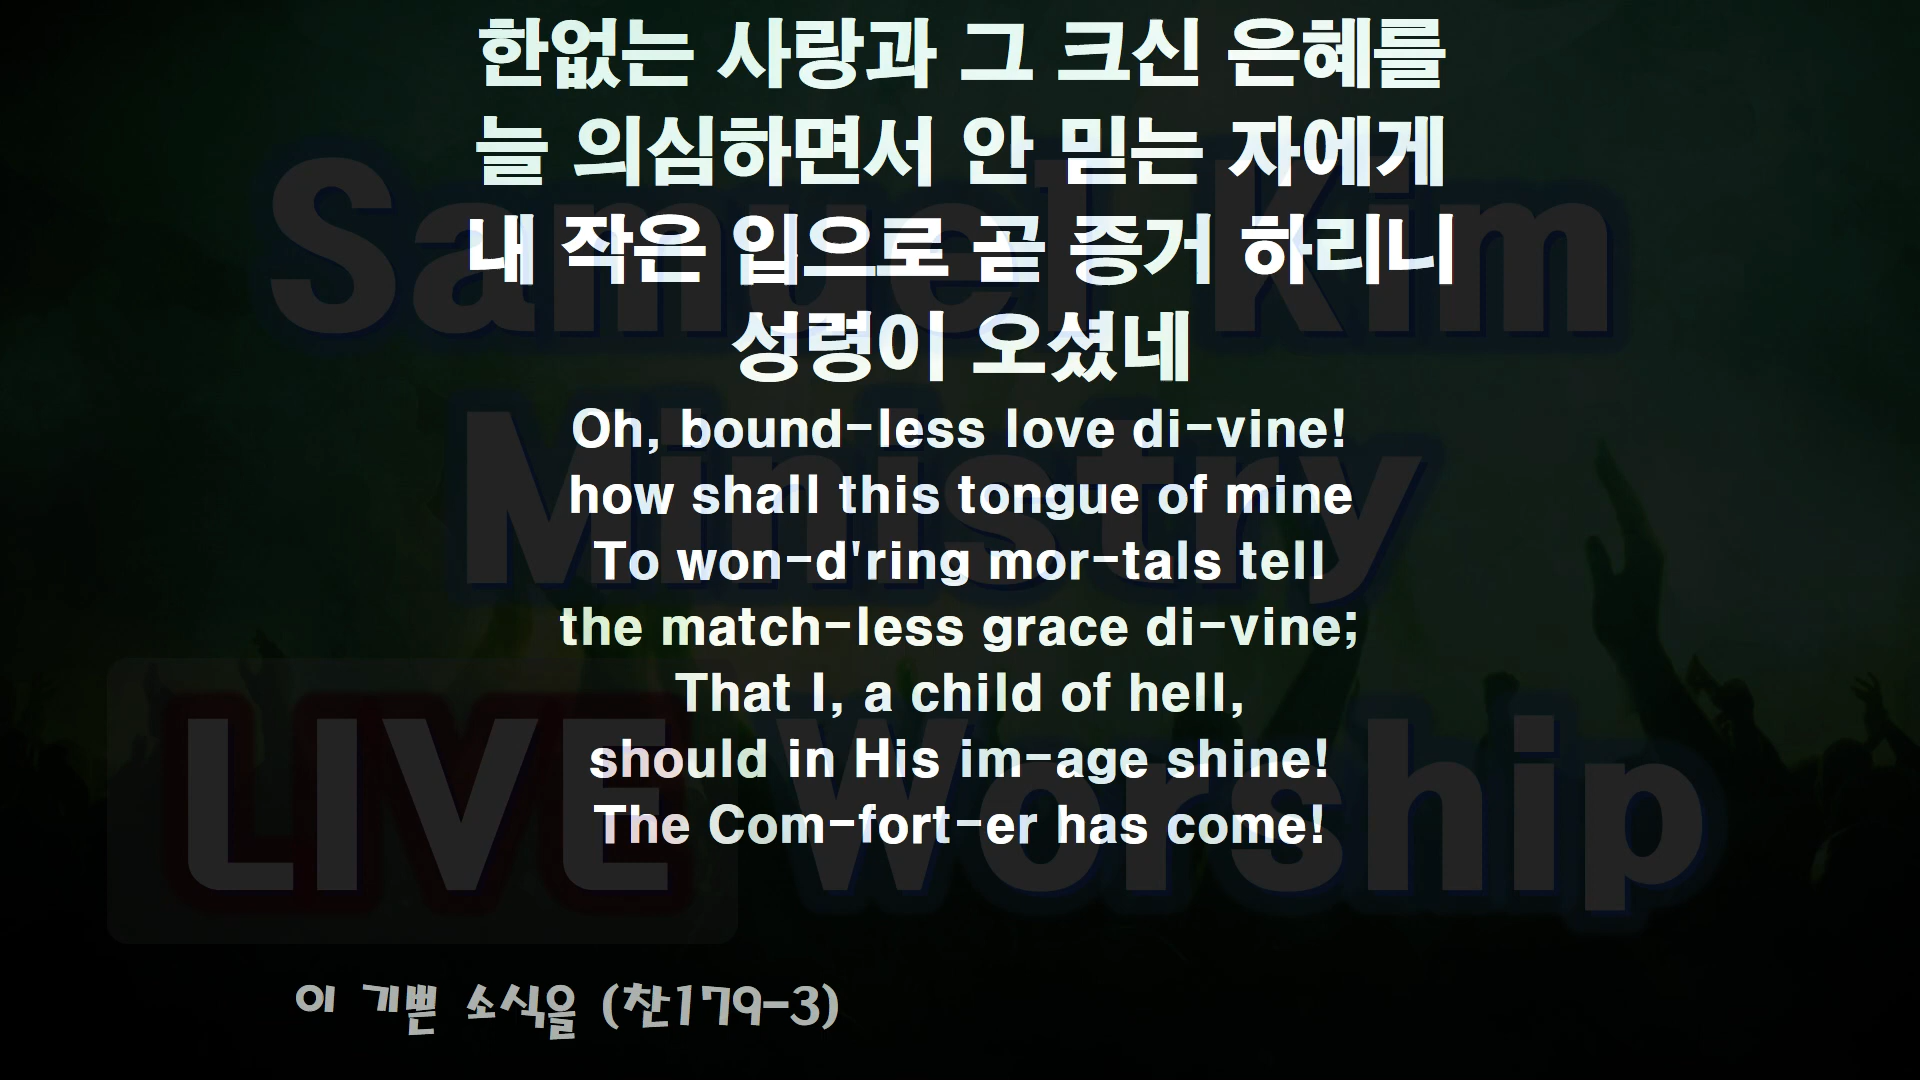 한없는 사랑과 그 크신 은혜를
늘 의심하면서 안 믿는 자에게
내 작은 입으로 곧 증거 하리니
성령이 오셨네
Oh, bound-less love di-vine!
how shall this tongue of mine
To won-d'ring mor-tals tell
the match-less grace di-vine;
That I, a child of hell,
should in His im-age shine!
The Com-fort-er has come!
Samuel Kim
Ministry
LIVE Worship
이 기쁜 소식을 (찬179-3)